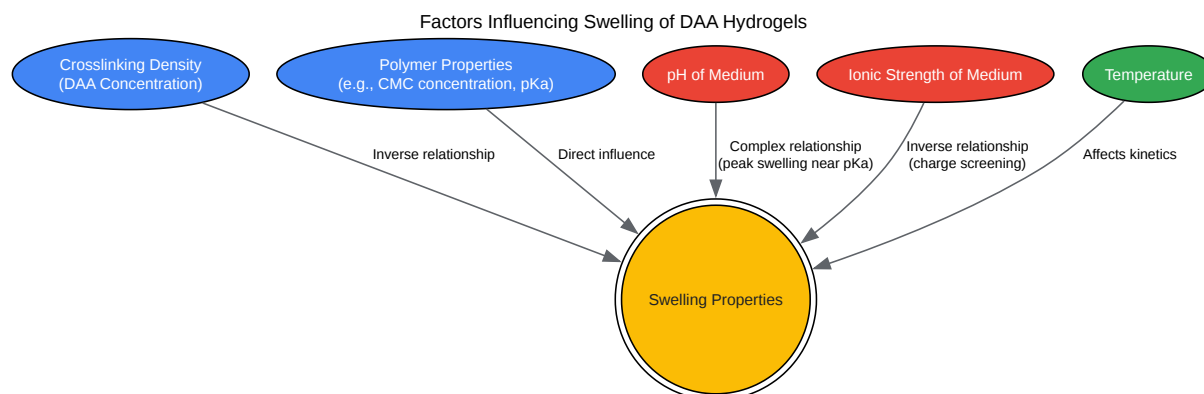 Factors Influencing Swelling of DAA Hydrogels
Crosslinking Density
(DAA Concentration)
Polymer Properties
(e.g., CMC concentration, pKa)
pH of Medium
Ionic Strength of Medium
Temperature
Inverse relationship
Direct influence
Complex relationship
(peak swelling near pKa)
Inverse relationship
(charge screening)
Affects kinetics
Swelling Properties